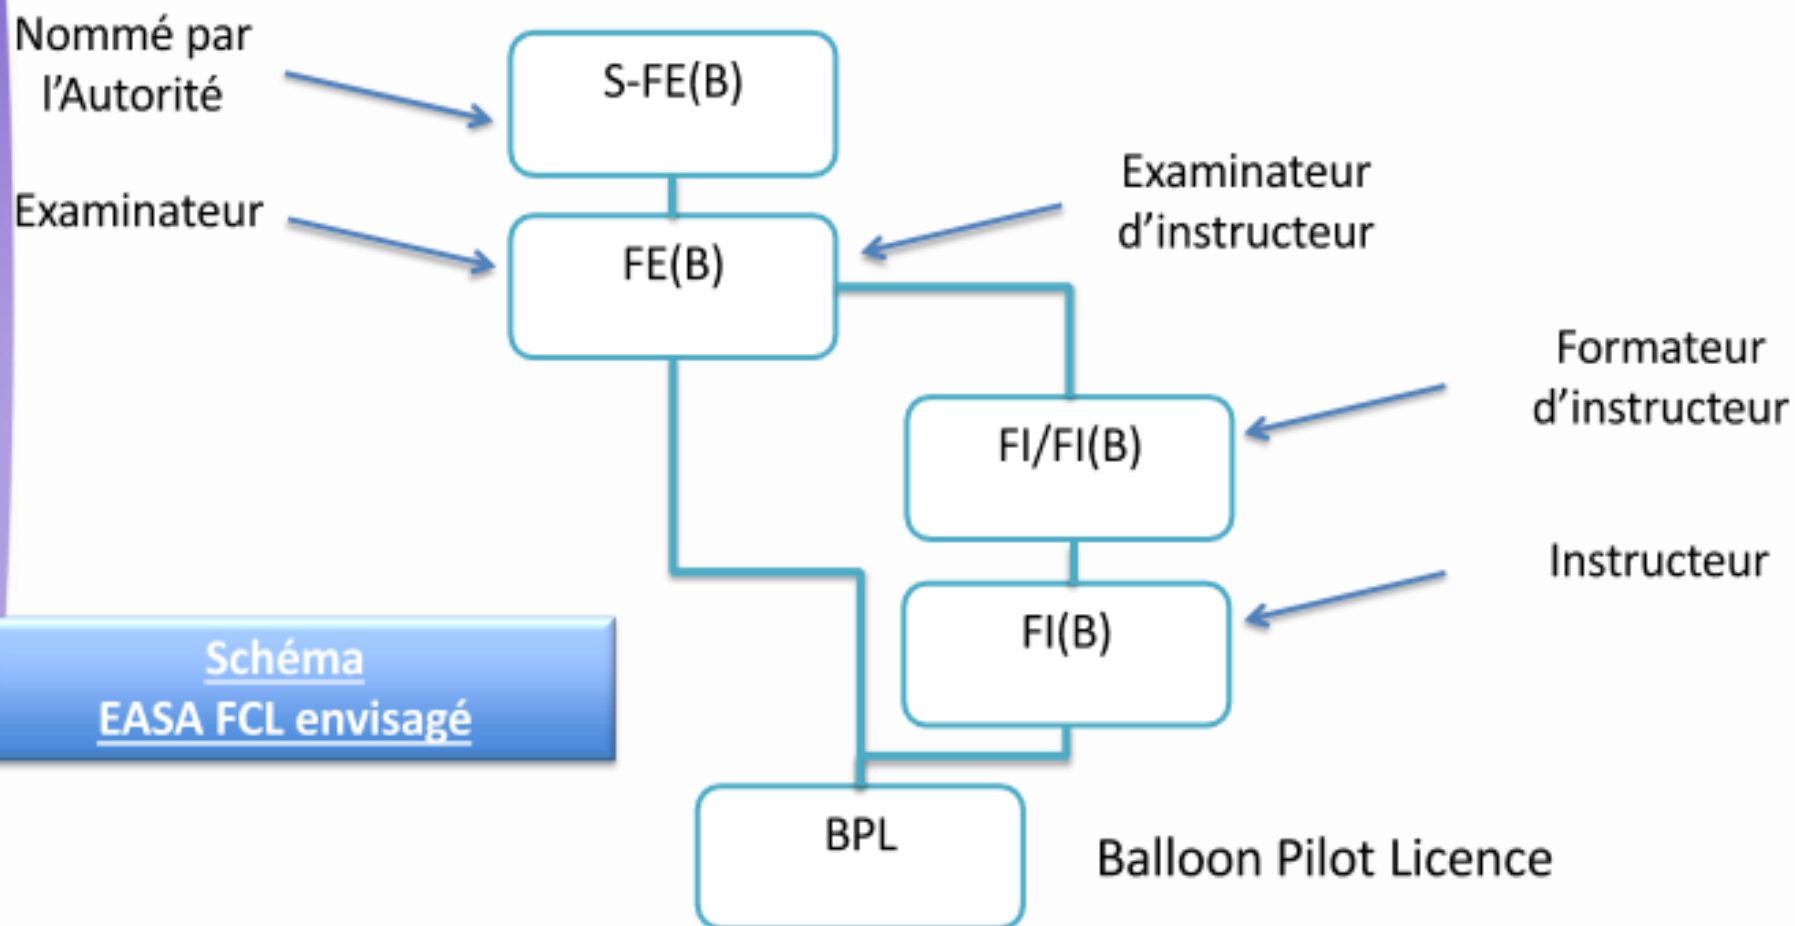 Nommé par
l’Autorité
S-FE(B)
Examinateur
d’instructeur
Examinateur
FE(B)
Formateur
d’instructeur
FI/FI(B)
Instructeur
FI(B)
Schéma
EASA FCL envisagé
BPL
Balloon Pilot Licence